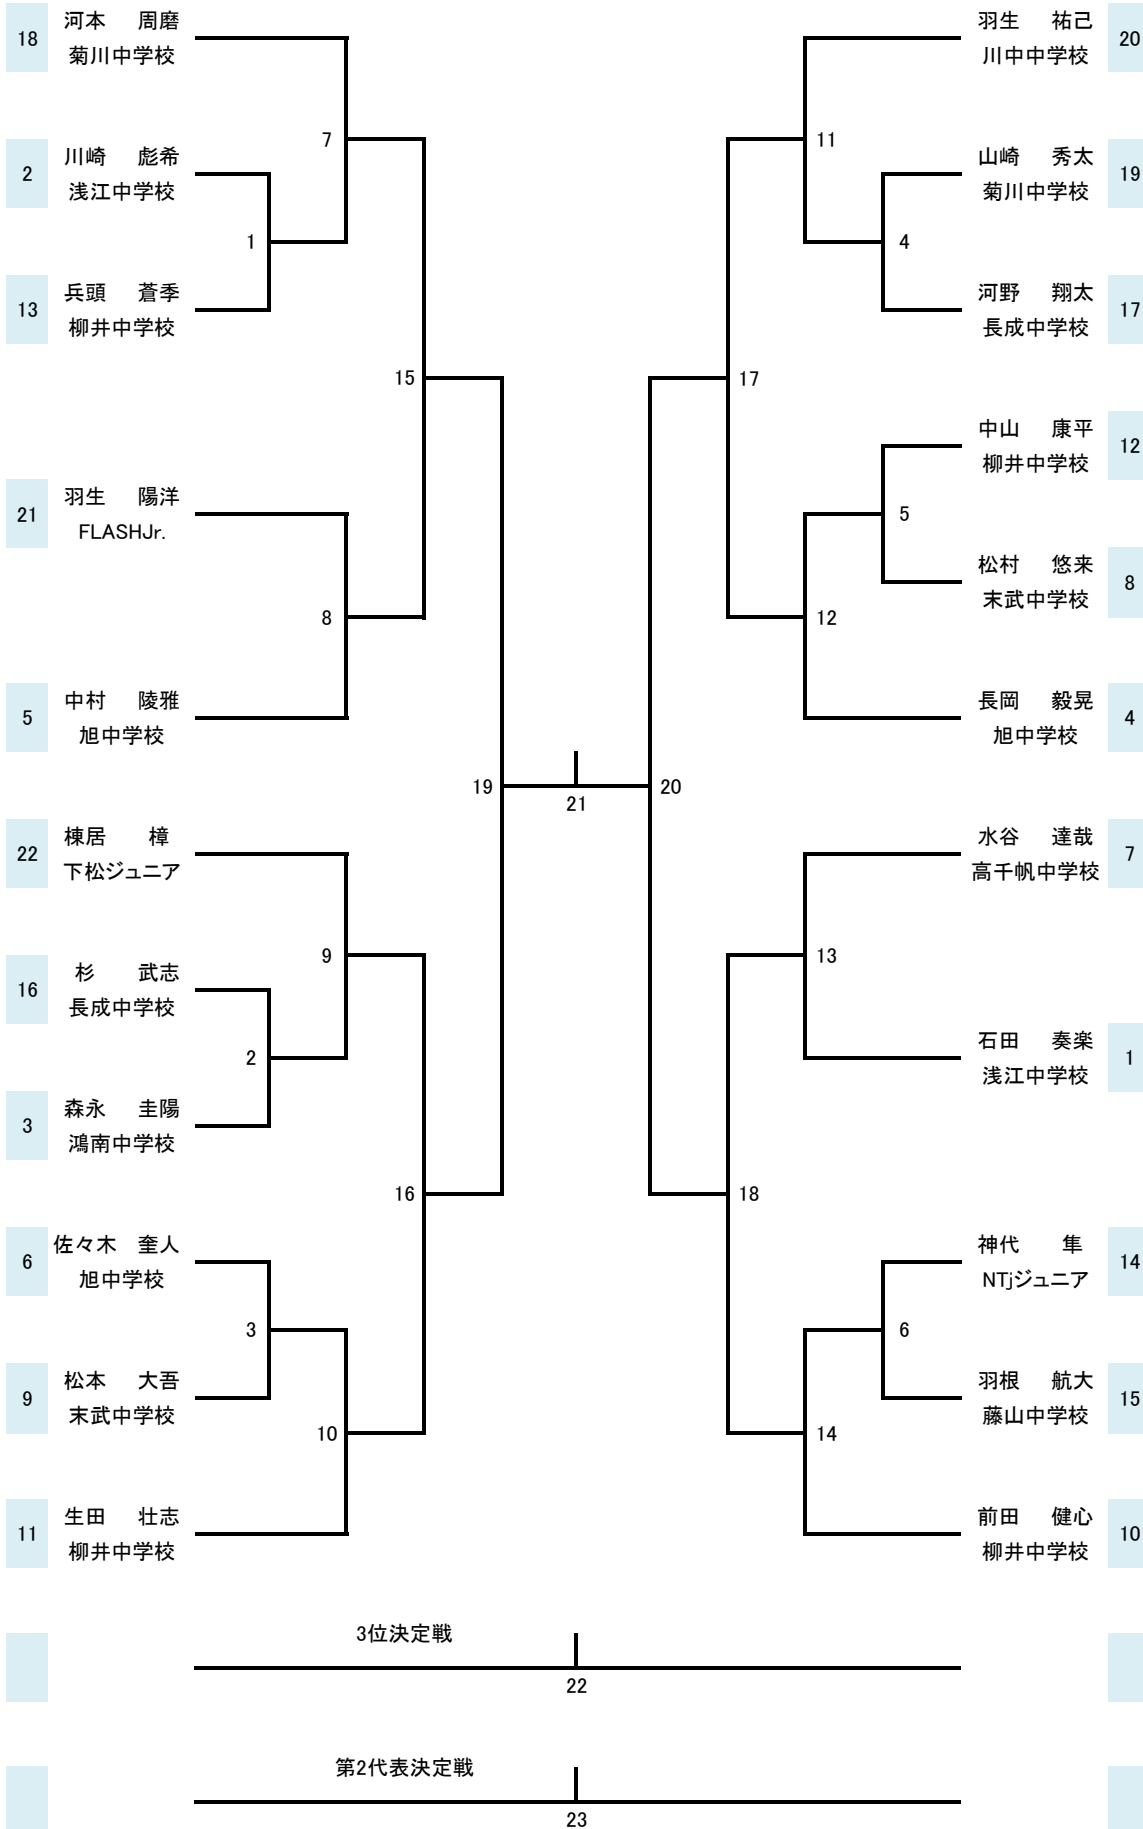 18
河本 周磨
菊川中学校
2
川崎 彪希
浅江中学校
1
13
兵頭 蒼季
柳井中学校
7
21
羽生 陽洋
FLASHJr.
5
中村 陵雅
旭中学校
8
15
22
棟居 樟
下松ジュニア
16
杉 武志
長成中学校
2
3
森永 圭陽
鴻南中学校
9
6
佐々木 奎人
旭中学校
3
9
松本 大吾
末武中学校
10
11
生田 壮志
柳井中学校
16
19
21
20
羽生 祐己
川中中学校
20
11
山崎 秀太
菊川中学校
19
4
河野 翔太
長成中学校
17
17
中山 康平
柳井中学校
12
5
松村 悠来
末武中学校
8
12
長岡 毅晃
旭中学校
4
水谷 達哉
高千帆中学校
7
13
石田 奏楽
浅江中学校
1
18
神代 隼
NTjジュニア
14
6
羽根 航大
藤山中学校
15
14
前田 健心
柳井中学校
10
3位決定戦
22
第2代表決定戦
23